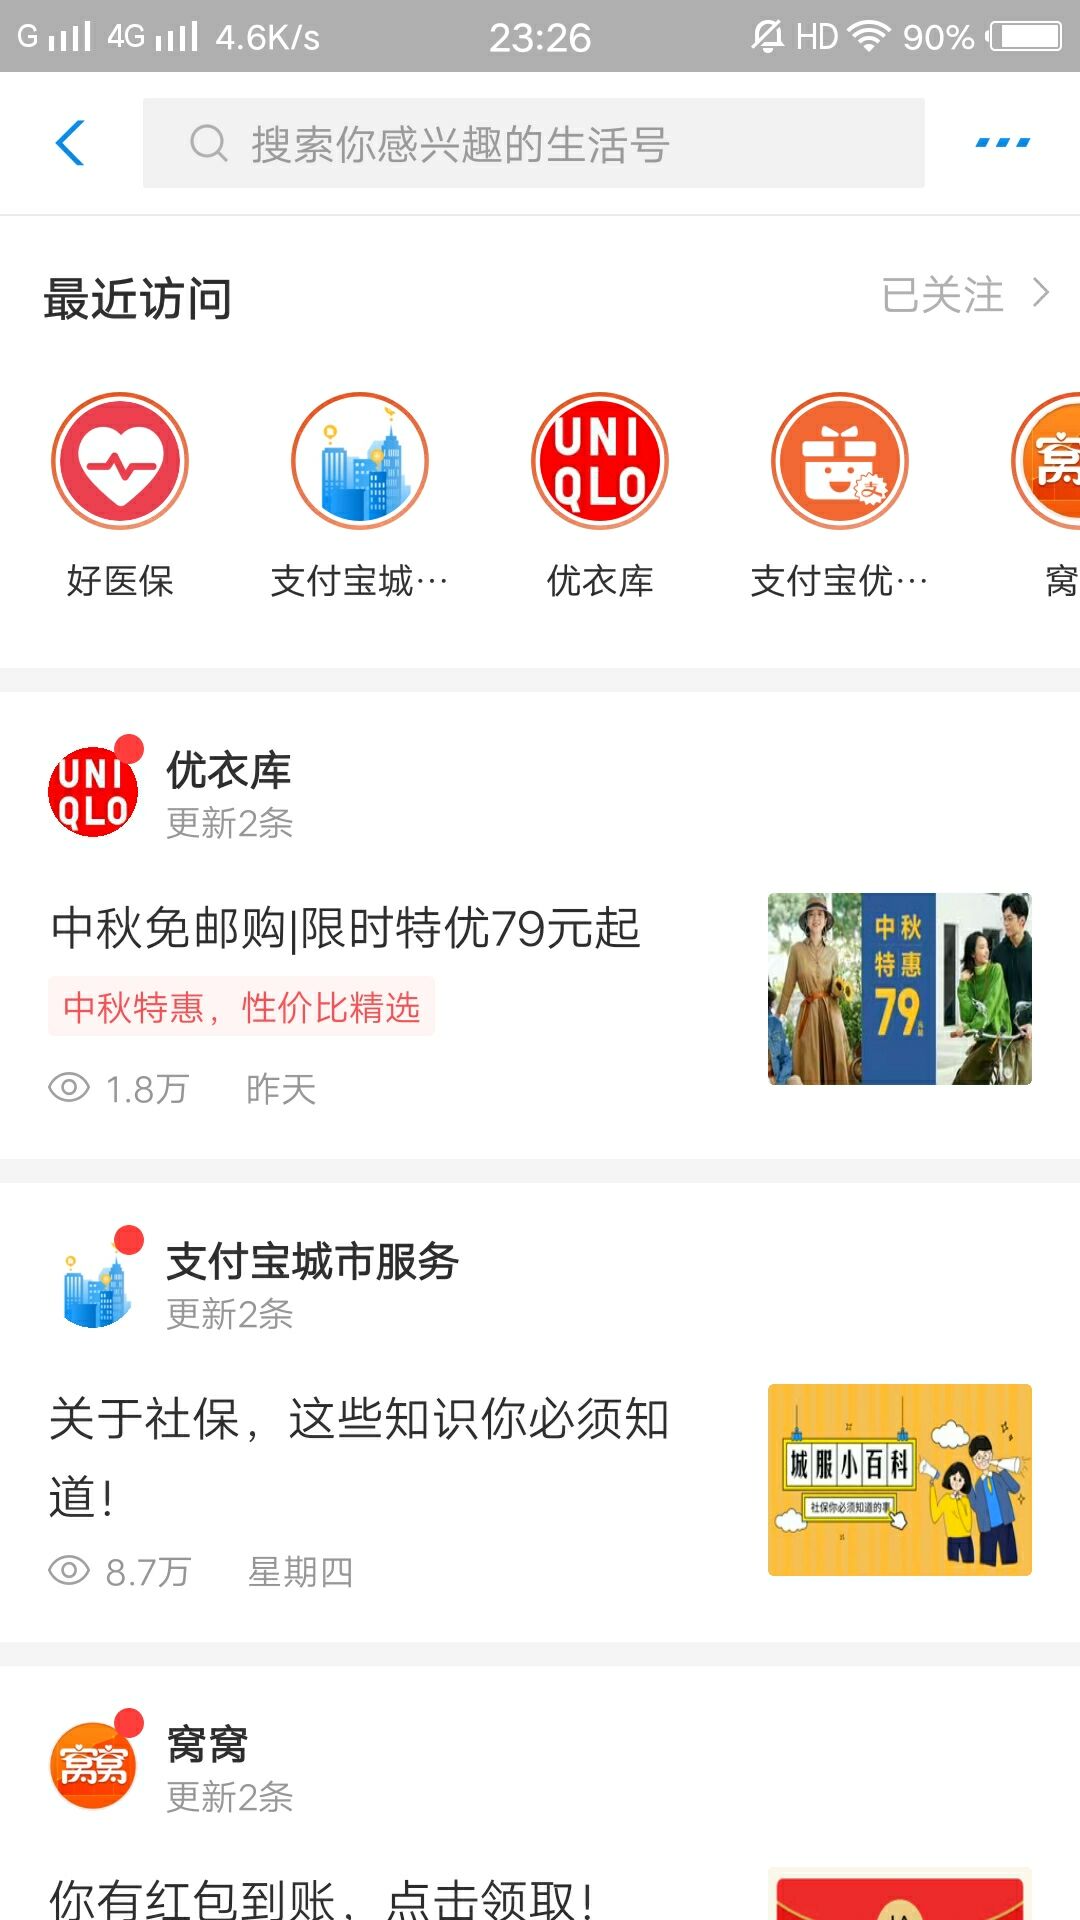 G 4G 4.6K/s 23:26 HD 90%
搜索你感兴趣的生活号
最近访问 已关注
UNI
QLO
支
窝
好医保 支付宝城… 优衣库 支付宝优… 窝
UNI
QLO
优衣库
更新2条
中秋免邮购|限时特优79元起
中秋特惠，性价比精选
1.8万 昨天
中秋
特惠
79
支付宝城市服务
更新2条
关于社保，这些知识你必须知
道！
8.7万 星期四
城服小百科
社保你必须知道的事
窝窝
窝窝
更新2条
你有红包到账，点击领取！